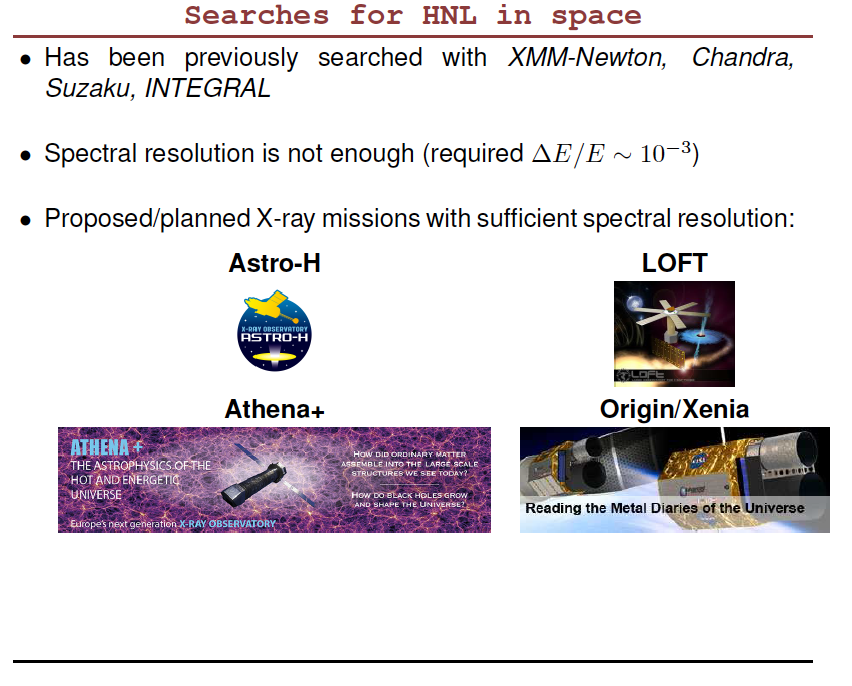 Searches for HNL in space
• Has been previously searched with XMM-Newton, Chandra,
Suzaku, INTEGRAL
• Spectral resolution is not enough (required ΔE/E ∼ 10⁻³)
• Proposed/planned X-ray missions with sufficient spectral resolution:
Astro-H
LOFT
X-RAY OBSERVATORY
ASTRO-H
LOFT
Athena+
Origin/Xenia
ATHENA +
THE ASTROPHYSICS OF THE
HOT AND ENERGETIC
UNIVERSE
Europe's next generation X-RAY OBSERVATORY
HOW DID ORDINARY MATTER
ASSEMBLE INTO THE LARGE SCALE
STRUCTURES WE SEE TODAY?
HOW DO BLACK HOLES GROW
AND SHAPE THE UNIVERSE?
NASA
Reading the Metal Diaries of the Universe